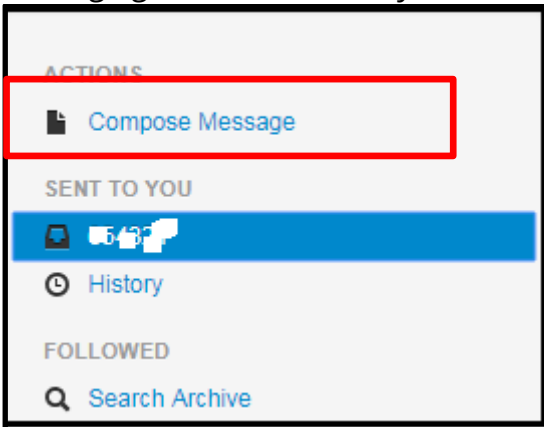 ACTIONS
Compose Message
SENT TO YOU
History
FOLLOWED
Search Archive